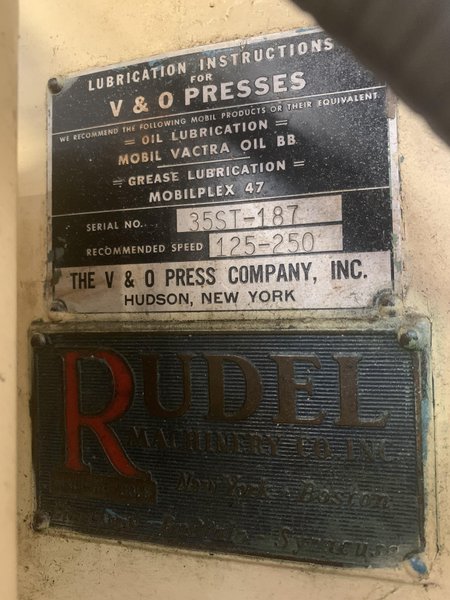 LUBRICATION INSTRUCTIONS
FOR
V & O PRESSES
WE RECOMMEND THE FOLLOWING MOBIL PRODUCTS OR THEIR EQUIVALENT
OIL LUBRICATION
MOBIL VACTRA OIL BB
GREASE LUBRICATION
MOBILPLEX 47
SERIAL NO. 35ST-187
RECOMMENDED SPEED 125-250
THE V & O PRESS COMPANY, INC.
HUDSON, NEW YORK
RUDEL
MACHINERY CO. INC.
New York - Boston
Syracuse